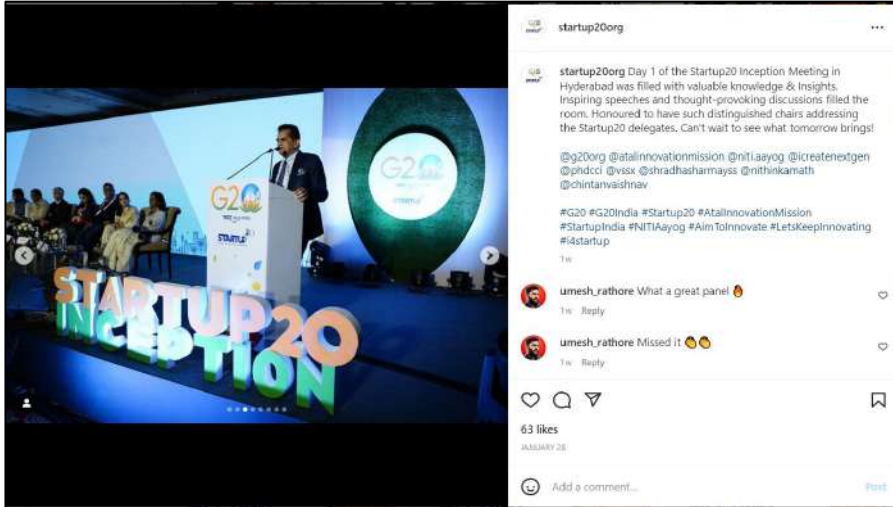 G20
STARTUP20
G20
STARTUP
STARTUP20
INCEPTION
startup20org
startup20org Day 1 of the Startup20 Inception Meeting in
Hyderabad was filled with valuable knowledge & Insights.
Inspiring speeches and thought-provoking discussions filled the
room. Honoured to have such distinguished chairs addressing
the Startup20 delegates. Can't wait to see what tomorrow brings!
@g20org @atalinnovationmission @niti.aayog @icreatenextgen
@phdcci @vssx @shradhasharmayss @nithinkamath
@chintanvaishnav
#G20 #G20India #Startup20 #AtalInnovationMission
#StartupIndia #NITIAayog #AimToInnovate #LetsKeepInnovating
#i4startup
1w
umesh_rathore What a great panel 🔥
1w Reply
umesh_rathore Missed it 👏👏
1w Reply
63 likes
JANUARY 28
Add a comment...
Post